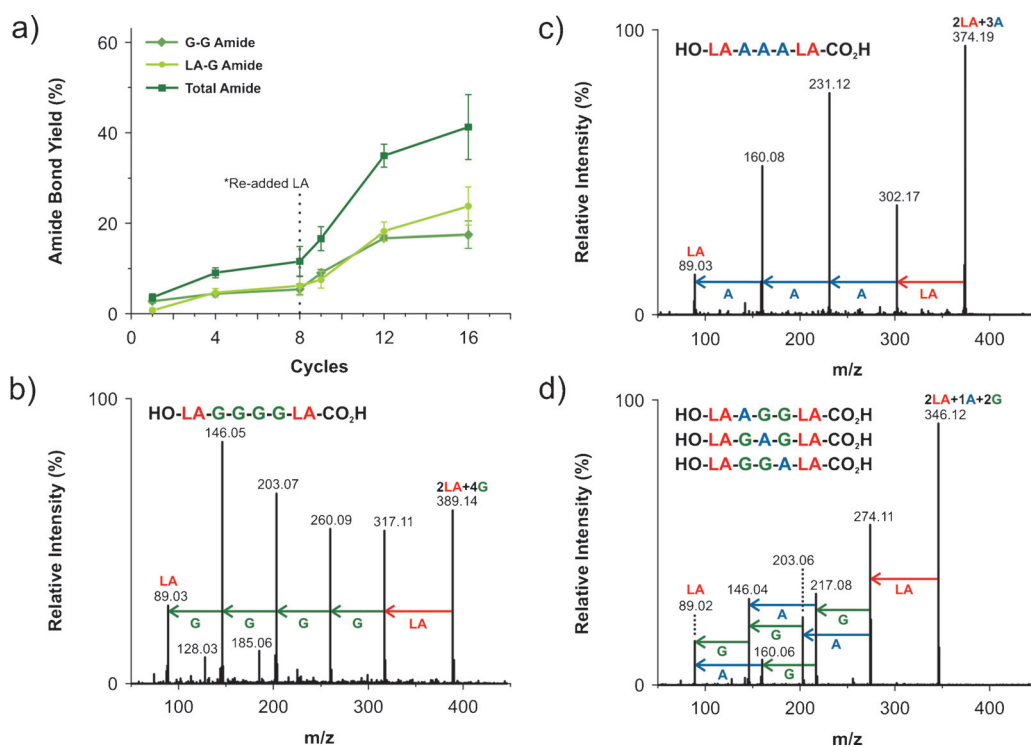 a)
Amide Bond Yield (%)
60
40
20
0
G-G Amide
LA-G Amide
Total Amide
*Re-added LA
0 4 8 12 16
Cycles
b)
Relative Intensity (%)
100
0
HO-LA-G-G-G-G-LA-CO2H
146.05
203.07
2LA+4G
389.14
260.09
317.11
LA
89.03
G G G G LA
128.03
185.06
100 200 300 400
m/z
c)
Relative Intensity (%)
100
0
HO-LA-A-A-A-LA-CO2H
2LA+3A
374.19
231.12
160.08
302.17
LA
89.03
A A A LA
100 200 300 400
m/z
d)
Relative Intensity (%)
100
0
HO-LA-A-G-G-LA-CO2H
HO-LA-G-A-G-LA-CO2H
HO-LA-G-G-A-LA-CO2H
2LA+1A+2G
346.12
274.11
203.06
217.08
LA
89.02
146.04
LA
A G
G A
G
160.06
A G
100 200 300 400
m/z